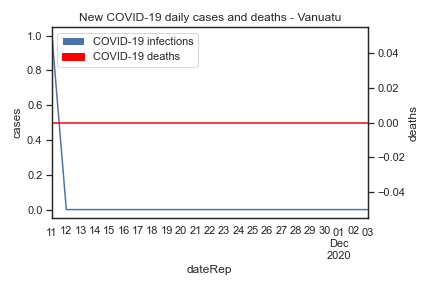 New COVID-19 daily cases and deaths - Vanuatu
COVID-19 infections
COVID-19 deaths
1.0
0.8
0.6
0.4
0.2
0.0
cases
0.04
0.02
0.00
−0.02
−0.04
deaths
11 12 13 14 15 16 17 18 19 20 21 22 23 24 25 26 27 28 29 30 01 02 03
Dec
2020
dateRep